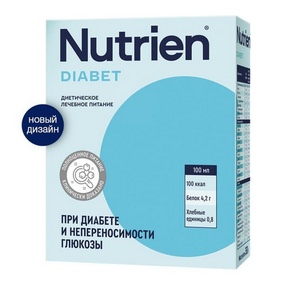 Nutrien®
DIABET
ДИЕТИЧЕСКОЕ
ЛЕЧЕБНОЕ ПИТАНИЕ
НОВЫЙ
ДИЗАЙН
100 мл
100 ккал
Белок 4,2 г
Хлебные
единицы 0,8
ПРИ ДИАБЕТЕ
И НЕПЕРЕНОСИМОСТИ
ГЛЮКОЗЫ